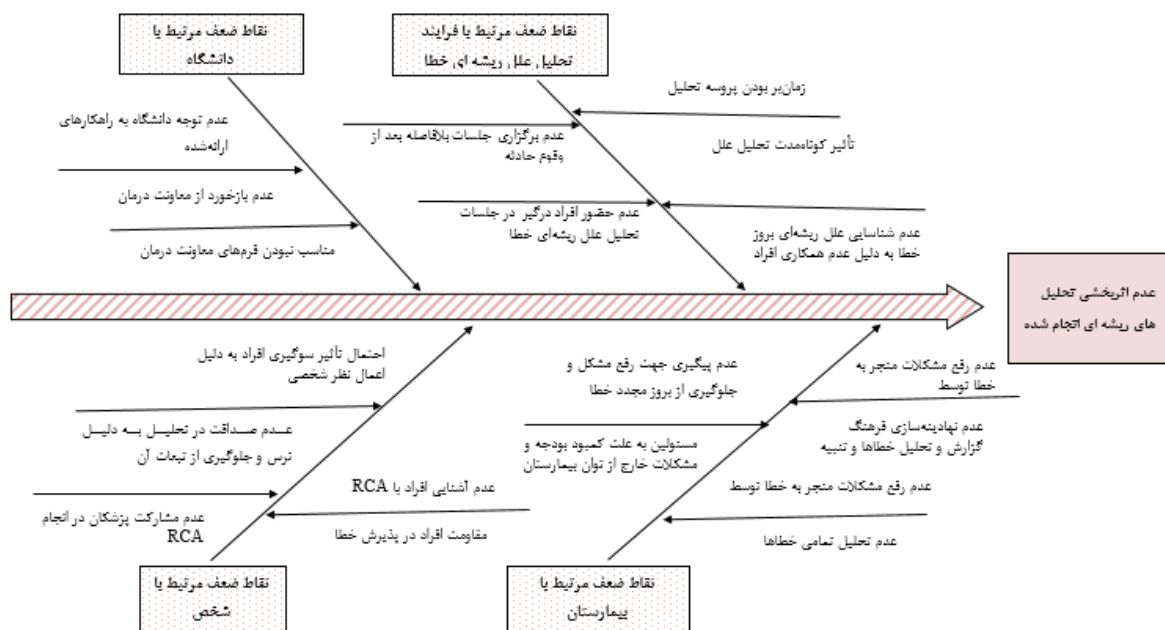 نقاط ضعف مرتبط با فرایند
تحلیل علل ریشه ای خطا
نقاط ضعف مرتبط با
دانشگاه
زمان‌بر بودن پروسه تحلیل
تأثیر کوتاه‌مدت تحلیل علل
عدم برگزاری جلسات بلافاصله بعد از
وقوع حادثه
عدم حضور افراد درگیر در جلسات
تحلیل علل ریشه‌ای خطا
عدم شناسایی علل ریشه‌ای بروز
خطا به دلیل عدم همکاری افراد
عدم توجه دانشگاه به راهکارهای
ارائه‌شده
عدم بازخورد از معاونت درمان
مناسب نبودن فرم‌های معاونت درمان
عدم اثربخشی تحلیل
های ریشه ای انجام شده
عدم رفع مشکلات منجر به
خطا توسط
عدم نهادینه‌سازی فرهنگ
گزارش و تحلیل خطاها و تنبیه
عدم رفع مشکلات منجر به خطا توسط
عدم تحلیل تمامی خطاها
عدم پیگیری جهت رفع مشکل و
جلوگیری از بروز مجدد خطا
مسئولین به علت کمبود بودجه و
مشکلات خارج از توان بیمارستان
احتمال تأثیر سوگیری افراد به دلیل
اعمال نظر شخصی
عـدم صـداقت در تحلیـل بـه دلیـل
ترس و جلوگیری از تبعات آن
عدم آشنایی افراد با RCA
مقاومت افراد در پذیرش خطا
عدم مشارکت پزشکان در انجام
RCA
نقاط ضعف مرتبط با
بیمارستان
نقاط ضعف مرتبط با
شخص